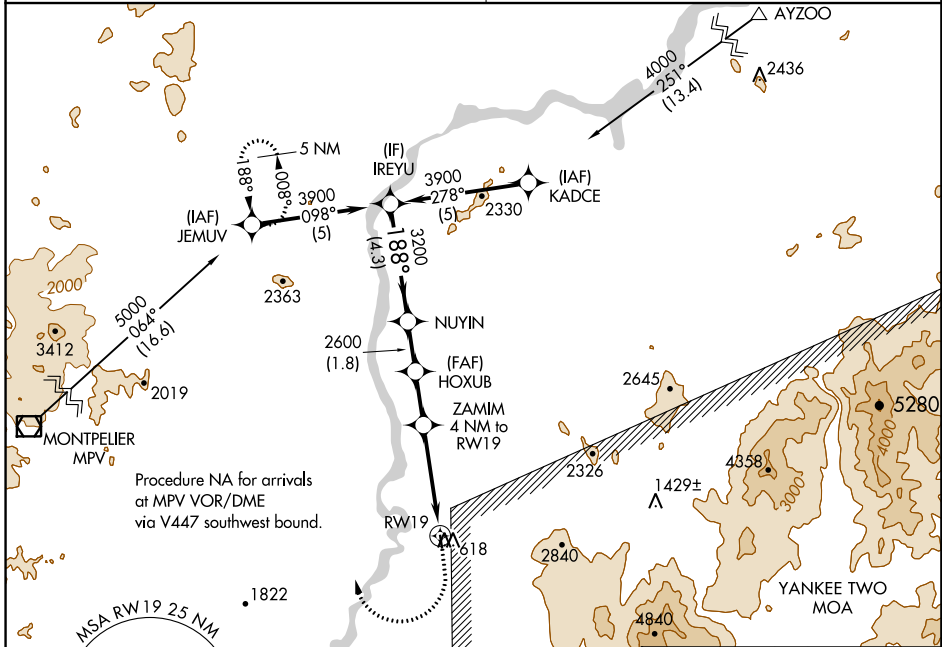 AYZOO
4000
251°
(13.4)
2436
5 NM
188°
008°
(IF)
IREYU
3900
098°
(5)
3900
278°
(5)
(IAF)
KADCE
2330
(IAF)
JEMUV
3200
188°
(4.3)
2000
2363
5000
064°
(16.6)
3412
NUYIN
2600
(1.8)
(FAF)
HOXUB
2019
2645
5280
ZAMIM
4 NM to
RW19
4000
MONTPELIER
MPV
2326
4358
3000
Procedure NA for arrivals
at MPV VOR/DME
via V447 southwest bound.
1429±
RW19
618
2840
YANKEE TWO
MOA
1822
4840
MSA RW19 25 NM